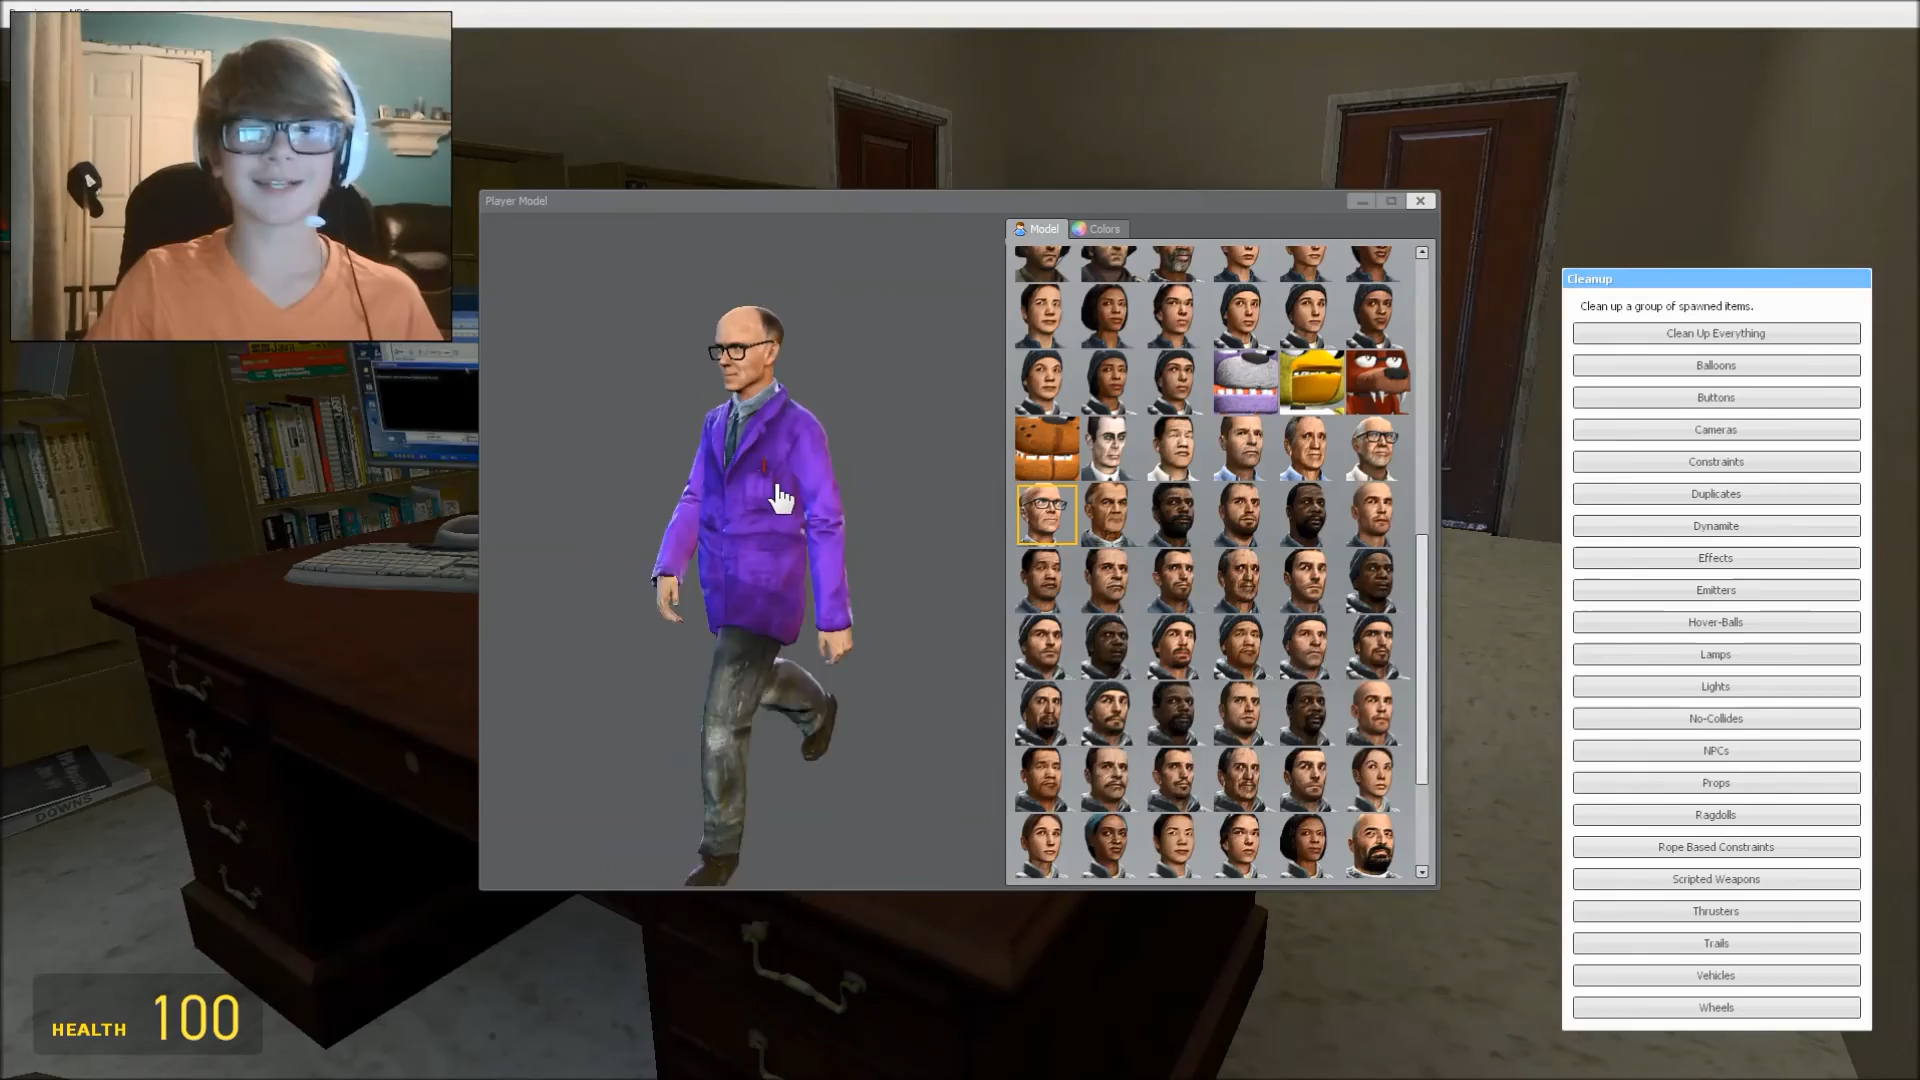 Player Model
Model
Colors
Cleanup
Clean up a group of spawned items.
Clean Up Everything
Balloons
Buttons
Cameras
Constraints
Duplicates
Dynamite
Effects
Emitters
Hover-Balls
Lamps
Lights
No-Collides
NPCs
Props
Ragdolls
Rope Based Constraints
Scripted Weapons
Thrusters
Trails
Vehicles
Wheels
Java
DOWNS
HEALTH 100